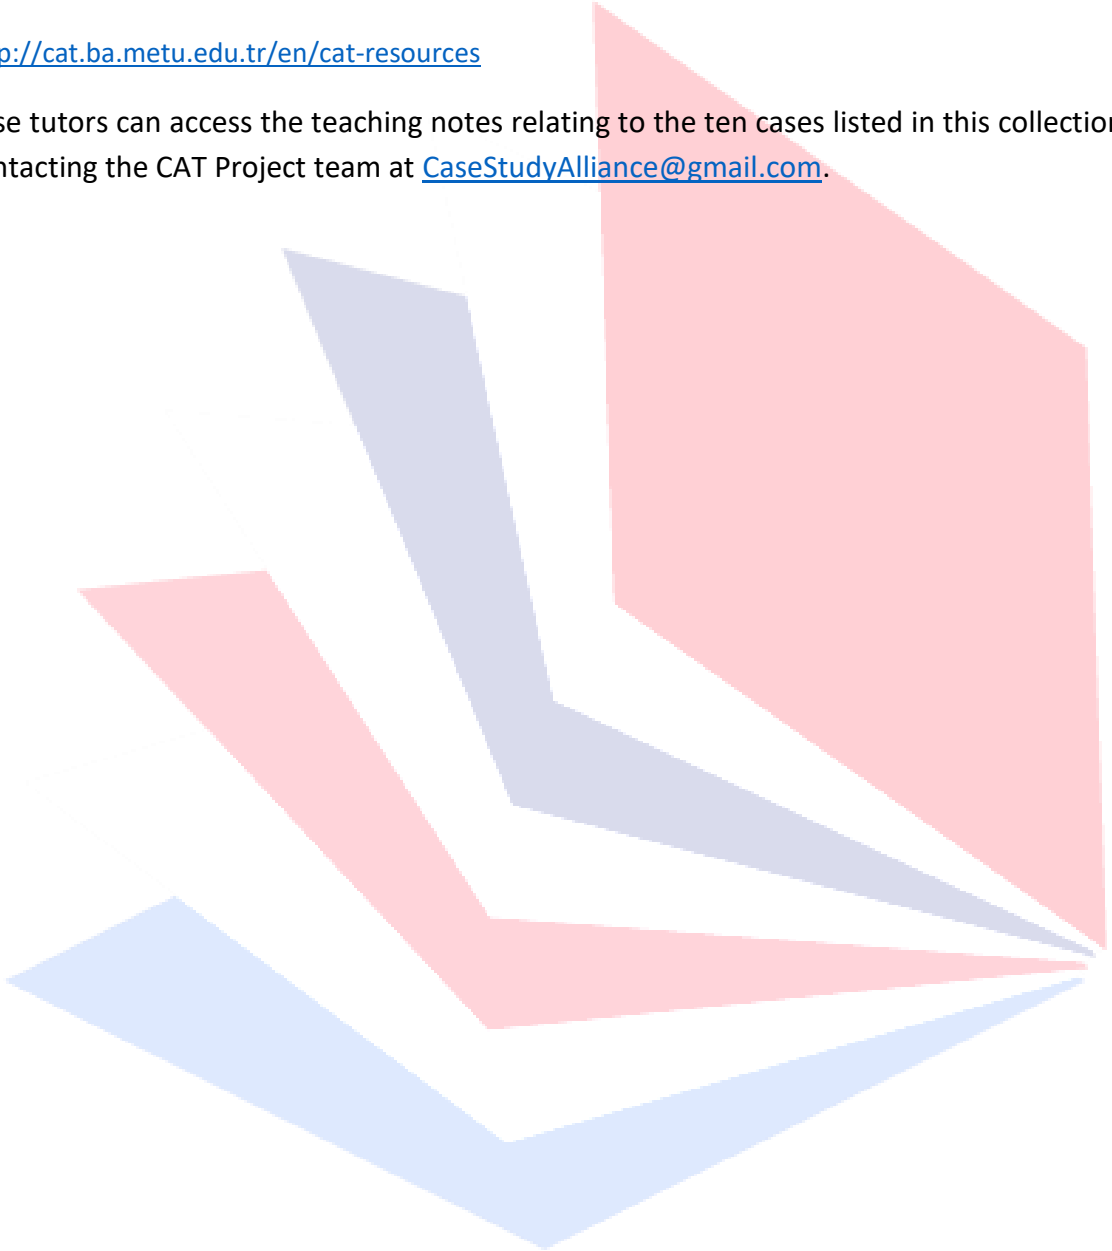 p://cat.ba.metu.edu.tr/en/cat-resources
se tutors can access the teaching notes relating to the ten cases listed in this collection
ntacting the CAT Project team at CaseStudyAlliance@gmail.com.